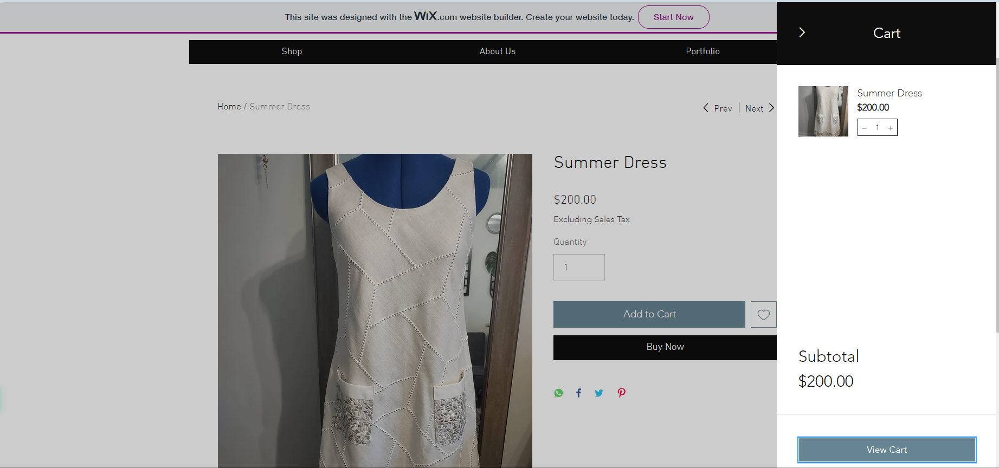 This site was designed with the WiX.com website builder. Create your website today.
Start Now
Shop
About Us
Portfolio
Home / Summer Dress
Prev | Next
Summer Dress
$200.00
Excluding Sales Tax
Quantity
1
Add to Cart
Buy Now
Cart
Summer Dress
$200.00
− 1 +
Subtotal
$200.00
View Cart